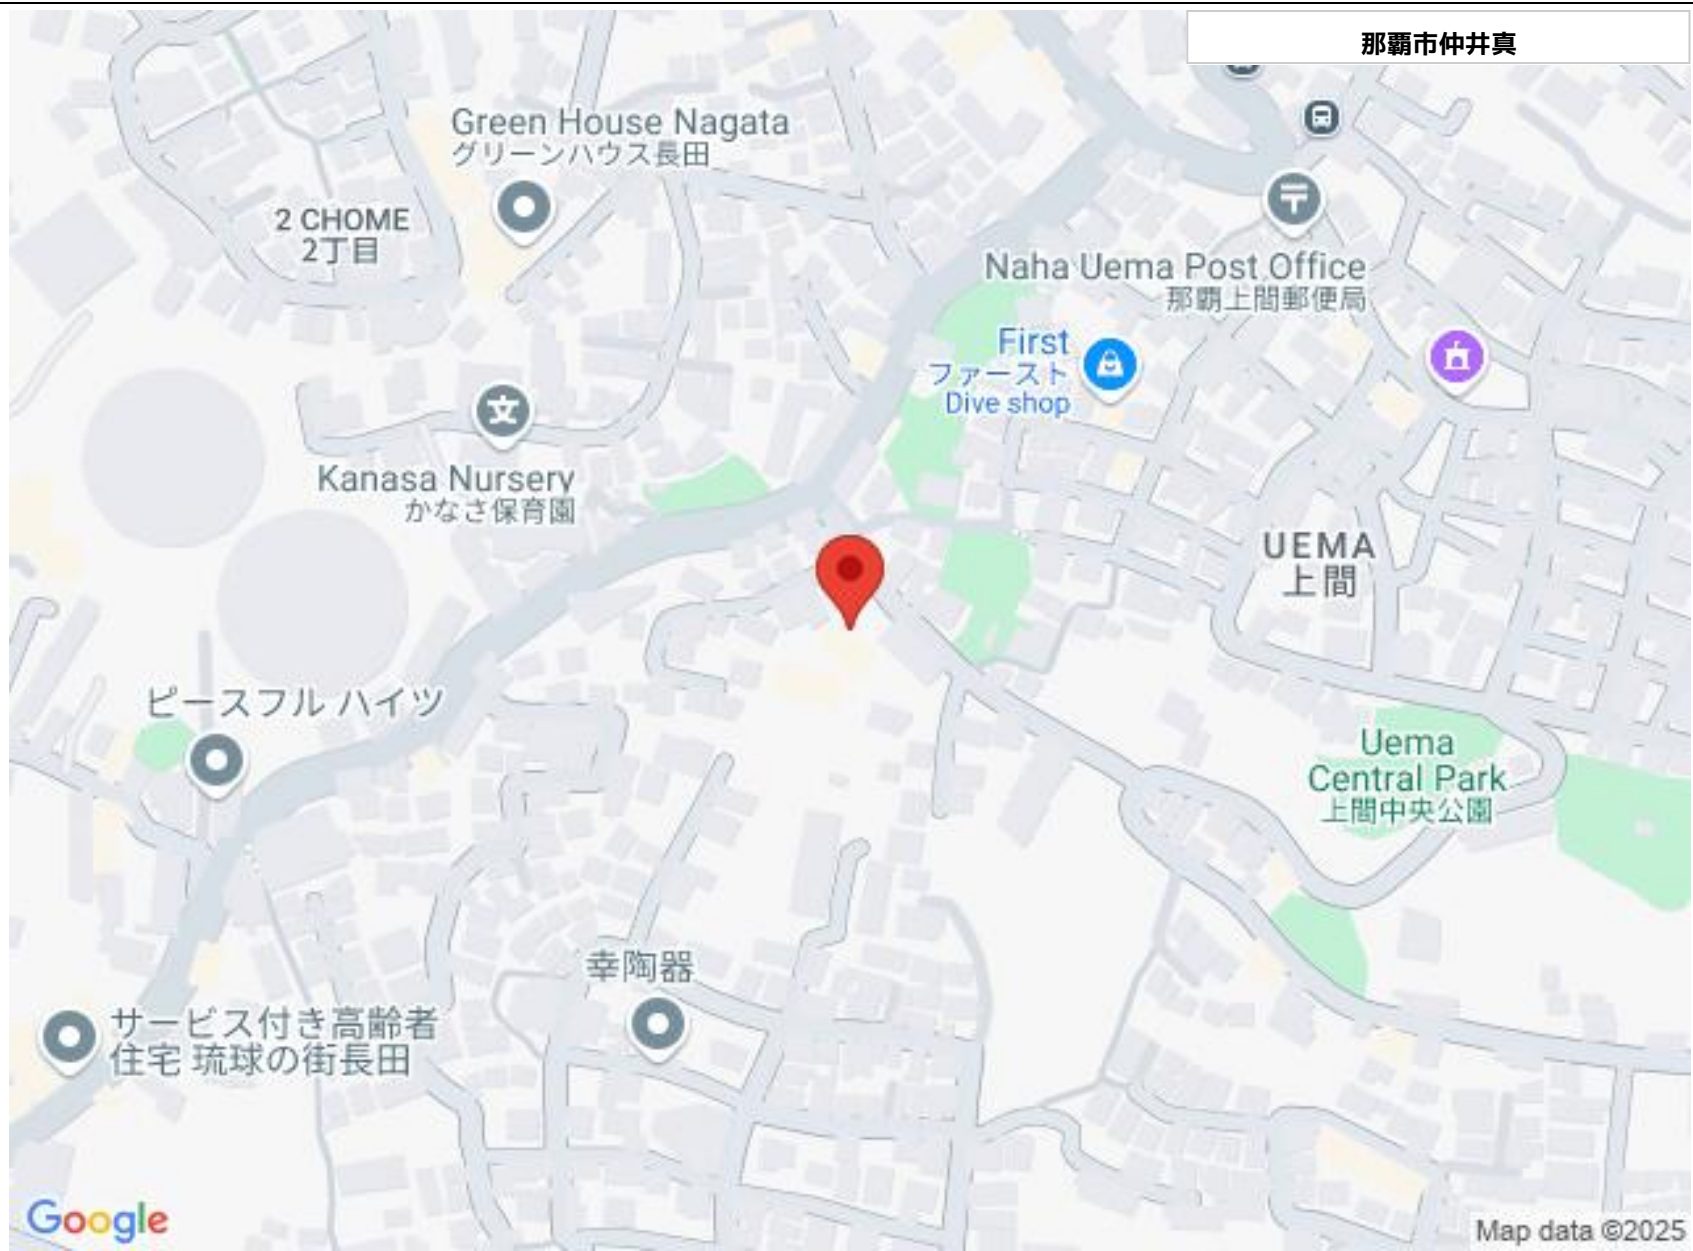 那覇市仲井真
Green House Nagata
グリーンハウス長田
2 CHOME
2丁目
Naha Uema Post Office
那覇上間郵便局
First
ファースト
Dive shop
文
Kanasa Nursery
かなさ保育園
UEMA
上間
ピースフル ハイツ
Uema
Central Park
上間中央公園
幸陶器
サービス付き高齢者
住宅 琉球の街長田
Google
Map data ©2025